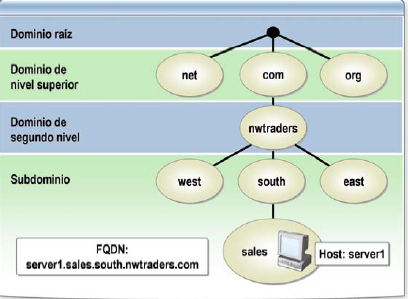 Dominio raíz
Dominio de
nivel superior
net
com
org
Dominio de
segundo nivel
nwtraders
Subdominio
west
south
east
sales
Host: server1
FQDN:
server1.sales.south.nwtraders.com